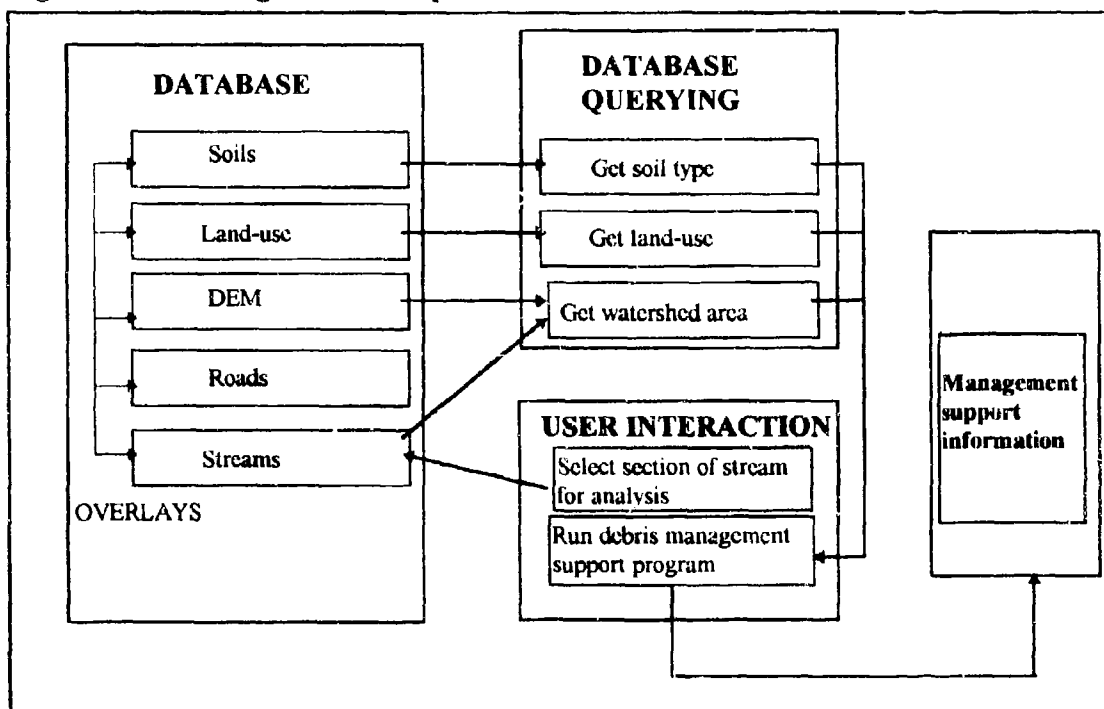 DATABASE
Soils
Land-use
DEM
Roads
Streams
OVERLAYS
DATABASE
QUERYING
Get soil type
Get land-use
Get watershed area
USER INTERACTION
Select section of stream
for analysis
Run debris management
support program
Management
support
information